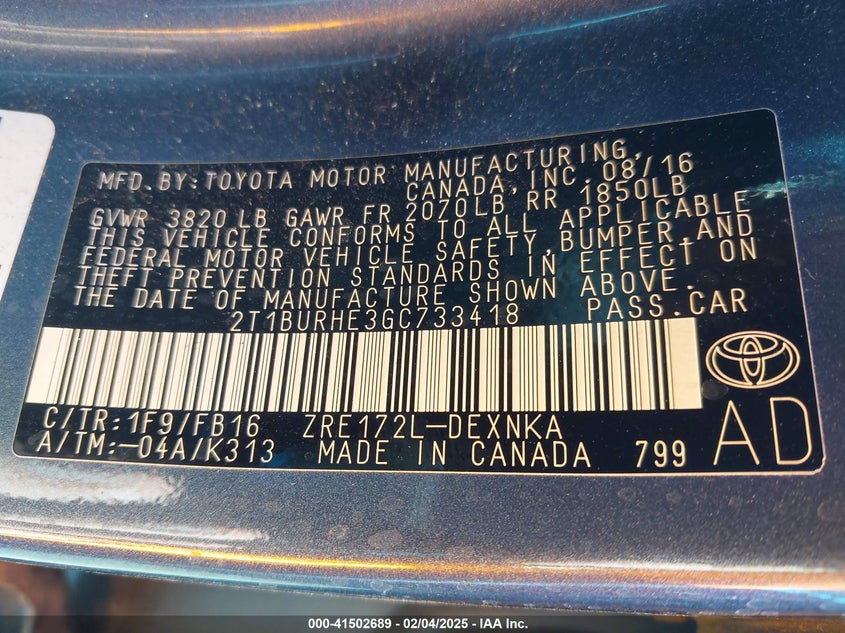 MFD. BY: TOYOTA MOTOR MANUFACTURING,
CANADA, INC. 08/16
GVWR 3820 LB GAWR FR 2070LB, RR 1850LB
THIS VEHICLE CONFORMS TO ALL APPLICABLE
FEDERAL MOTOR VEHICLE SAFETY, BUMPER AND
THEFT PREVENTION STANDARDS IN EFFECT ON
THE DATE OF MANUFACTURE SHOWN ABOVE.
2T1BURHE3GC733418 PASS.CAR
C/TR:1F9/FB16 ZRE172L-DEXNKA
A/TM:-04A/K313 MADE IN CANADA 799
AD
000-41502689 - 02/04/2025 - IAA Inc.